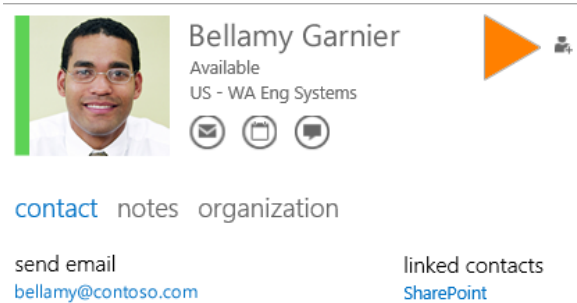 Bellamy Garnier
Available
US - WA Eng Systems
contact notes organization
send email
bellamy@contoso.com
linked contacts
SharePoint